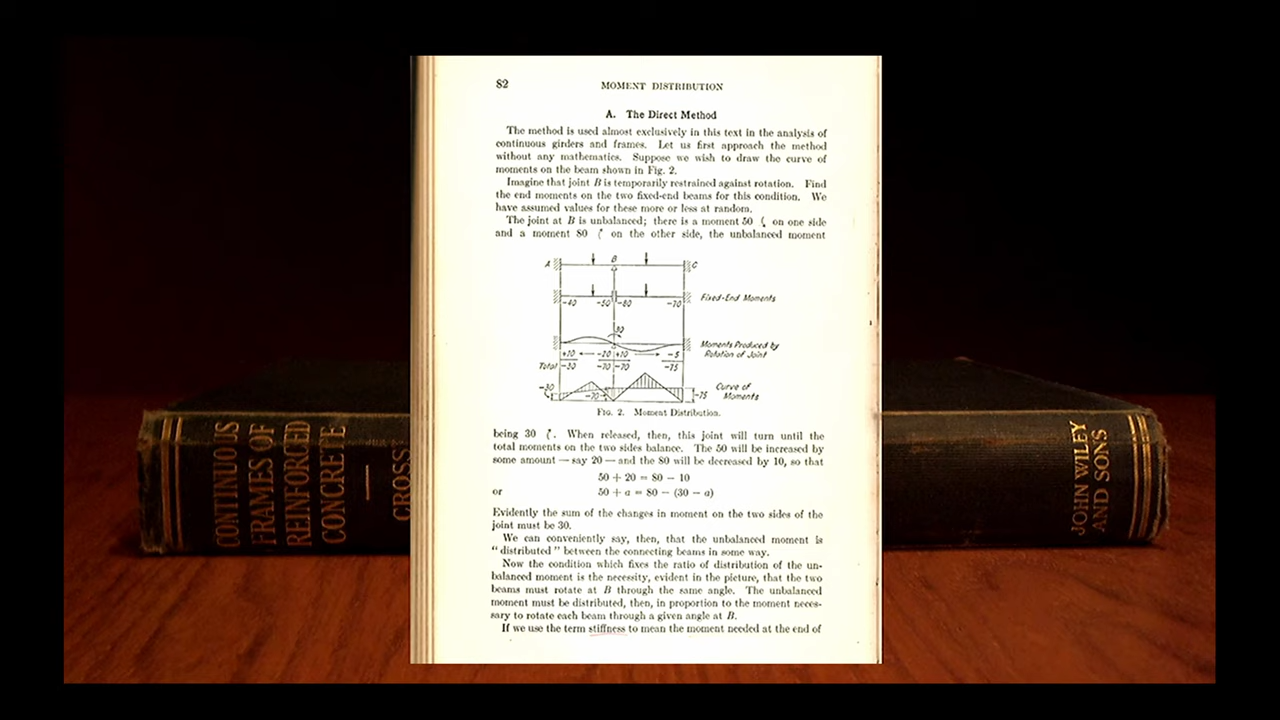 82
MOMENT DISTRIBUTION
A. The Direct Method
The method is used almost exclusively in this text in the analysis of
continuous girders and frames. Let us first approach the method
without any mathematics. Suppose we wish to draw the curve of
moments on the beam shown in Fig. 2.
Imagine that joint B is temporarily restrained against rotation. Find
the end moments on the two fixed-end beams for this condition. We
have assumed values for these more or less at random.
The joint at B is unbalanced; there is a moment 50 on one side
and a moment 80 on the other side, the unbalanced moment
A B C
-40 -50 -80 -70 Fixed-End Moments
30
Moments Produced by
Rotation of Joint
+10 -20 +10 -5
Total -30 -70 -70 -75
-30 -70 -75
Curve of
Moments
Fig. 2. Moment Distribution.
being 30 . When released, then, this joint will turn until the
total moments on the two sides balance. The 50 will be increased by
some amount — say 20 — and the 80 will be decreased by 10, so that
50 + 20 = 80 - 10
or 50 + a = 80 - (30 - a)
Evidently the sum of the changes in moment on the two sides of the
joint must be 30.
We can conveniently say, then, that the unbalanced moment is
" distributed " between the connecting beams in some way.
Now the condition which fixes the ratio of distribution of the un-
balanced moment is the necessity, evident in the picture, that the two
beams must rotate at B through the same angle. The unbalanced
moment must be distributed, then, in proportion to the moment neces-
sary to rotate each beam through a given angle at B.
If we use the term stiffness to mean the moment needed at the end of
CONTINUOUS
FRAMES OF
REINFORCED
CONCRETE
CROSS
JOHN WILEY
AND SONS